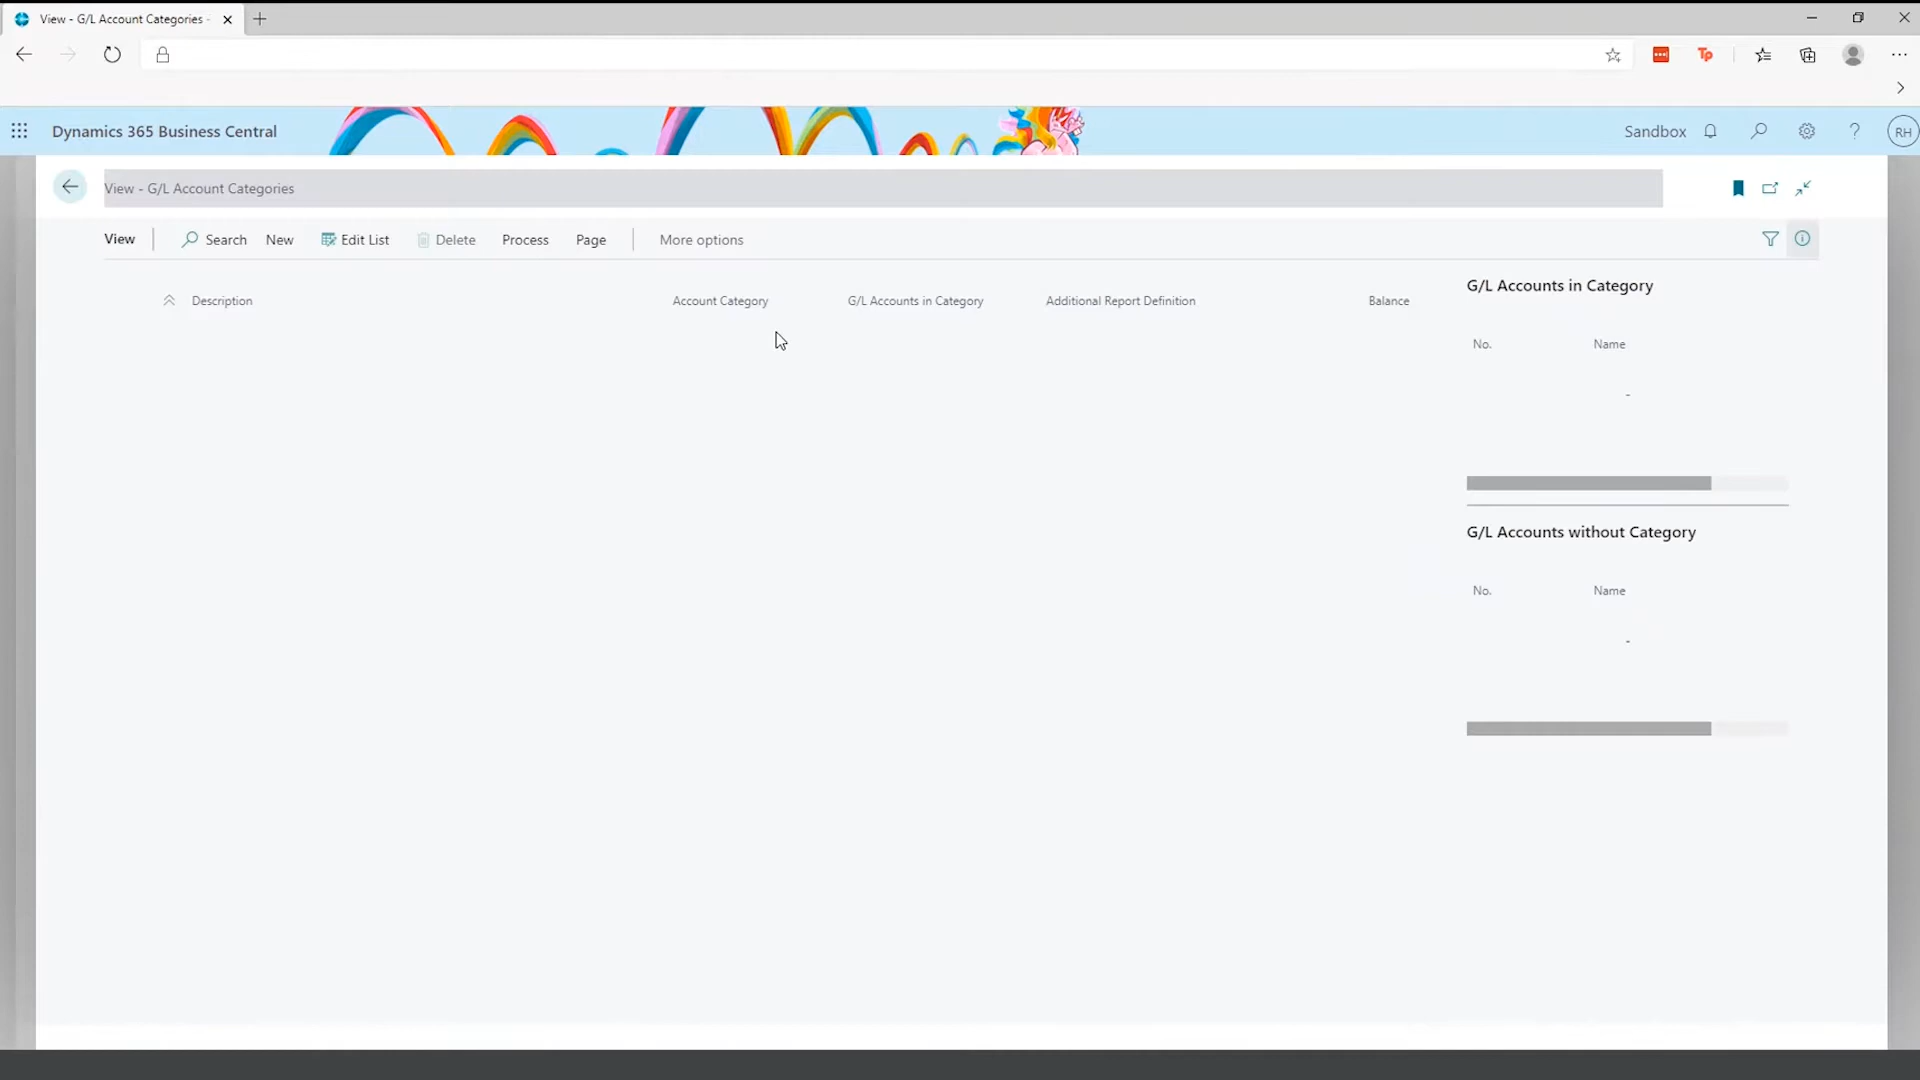 View - G/L Account Categories -
Tp
Dynamics 365 Business Central
Sandbox
RH
View - G/L Account Categories
View
Search
New
Edit List
Delete
Process
Page
More options
Description
Account Category
G/L Accounts in Category
Additional Report Definition
Balance
G/L Accounts in Category
No.
Name
-
G/L Accounts without Category
No.
Name
-